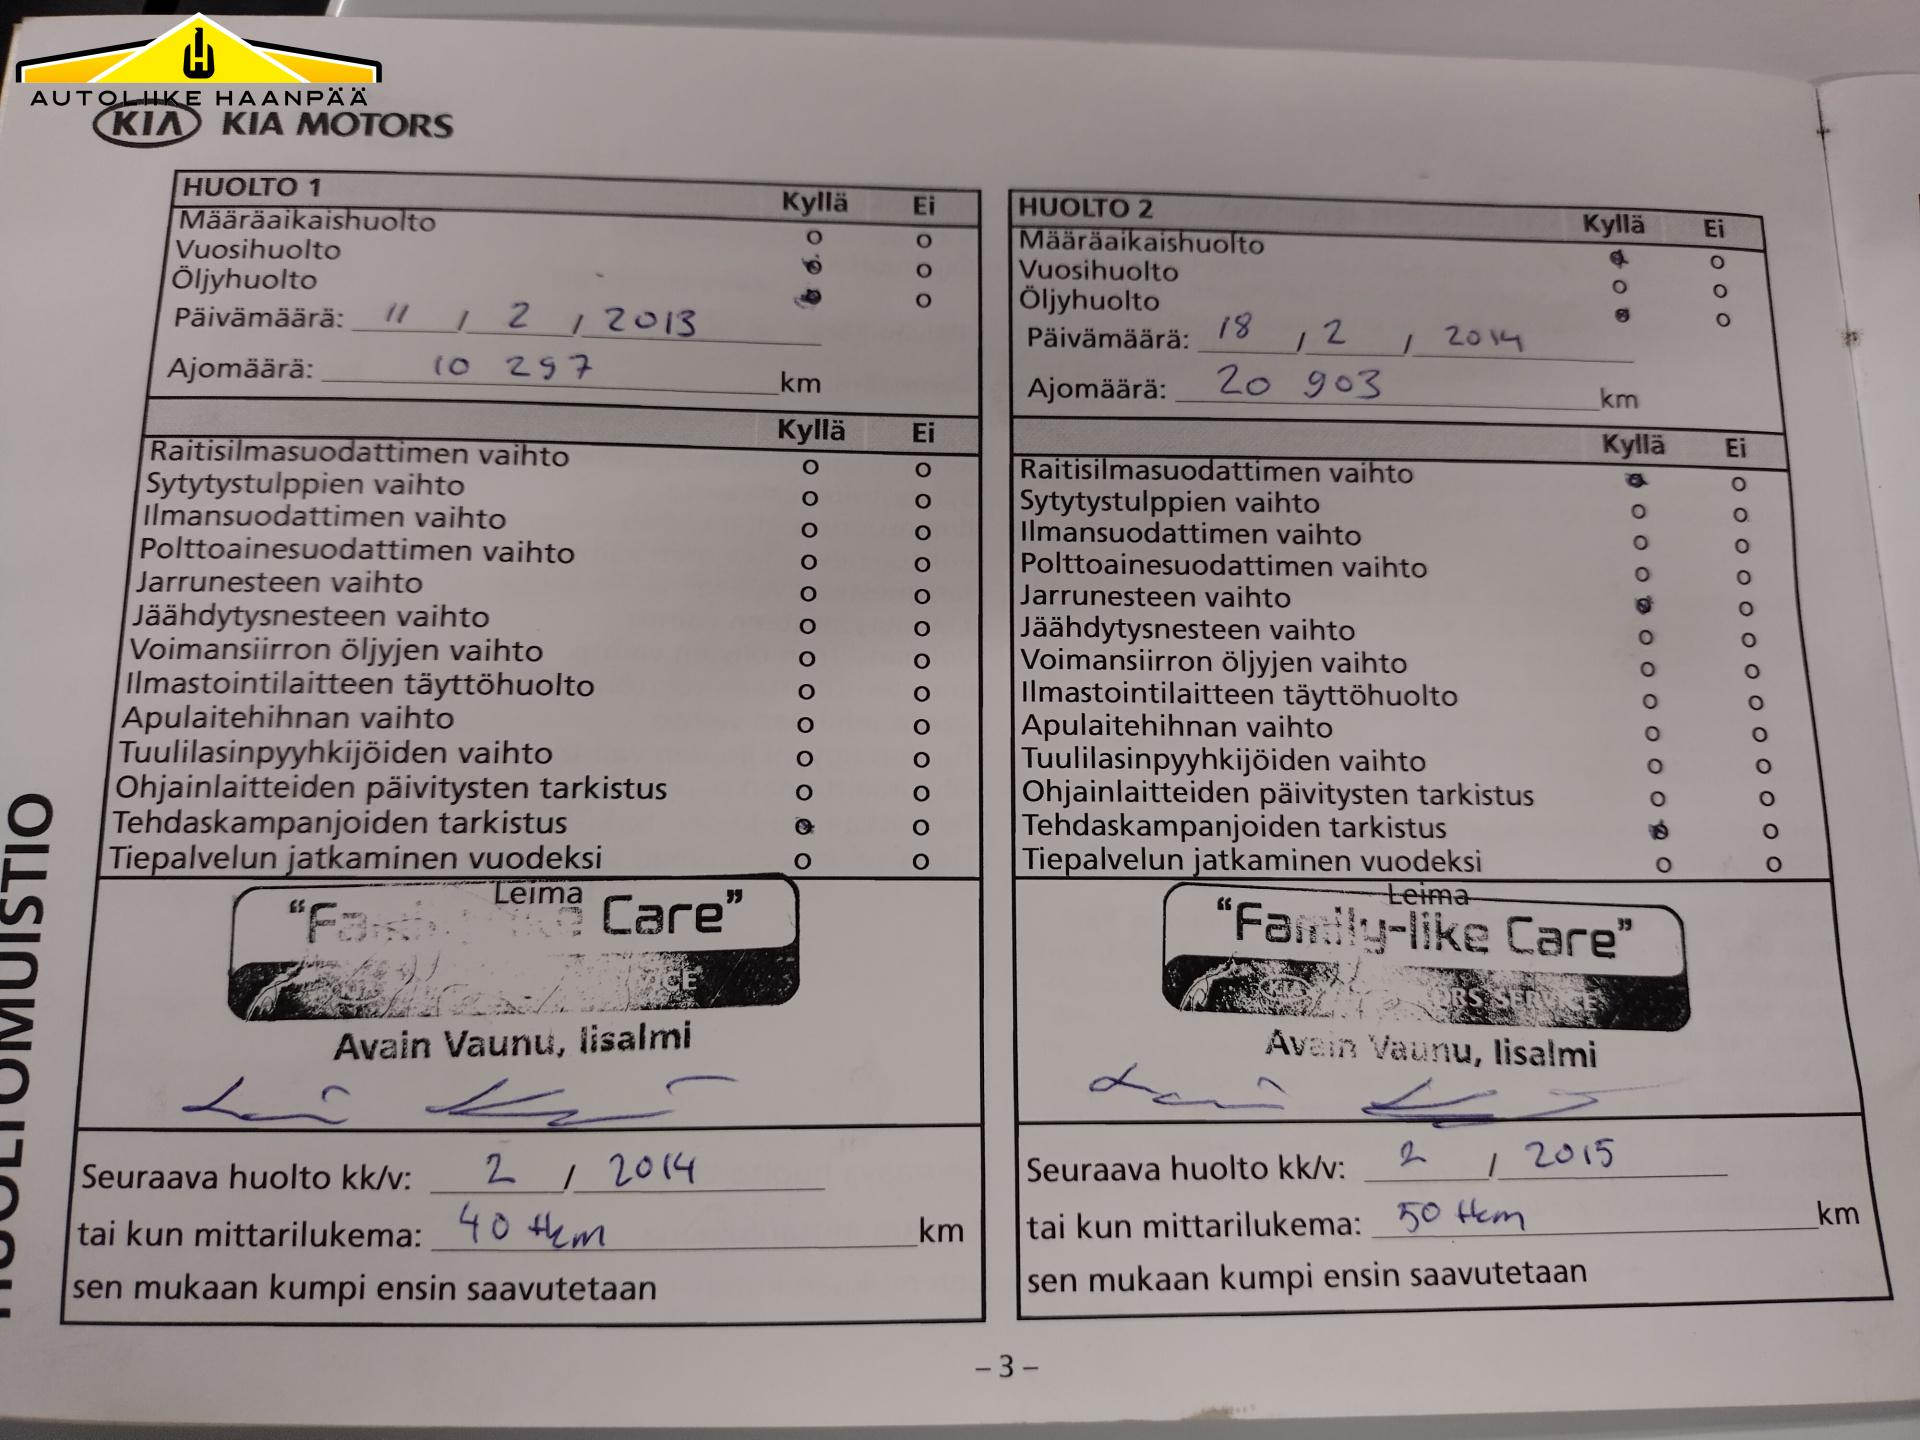 AUTOLIIKE HAANPÄÄ
KIA KIA MOTORS
HUOLTO 1 Kyllä Ei
Määräaikaishuolto o o
Vuosihuolto o o
Öljyhuolto o o
Päivämäärä: 11 / 2 / 2013
Ajomäärä: 10 297 km
Kyllä Ei
Raitisilmasuodattimen vaihto o o
Sytytystulppien vaihto o o
Ilmansuodattimen vaihto o o
Polttoainesuodattimen vaihto o o
Jarrunesteen vaihto o o
Jäähdytysnesteen vaihto o o
Voimansiirron öljyjen vaihto o o
Ilmastointilaitteen täyttöhuolto o o
Apulaitehihnan vaihto o o
Tuulilasinpyyhkijöiden vaihto o o
Ohjainlaitteiden päivitysten tarkistus o o
Tehdaskampanjoiden tarkistus o o
Tiepalvelun jatkaminen vuodeksi o o
Leima
Care”
Avain Vaunu, Iisalmi
Seuraava huolto kk/v: 2 / 2014
tai kun mittarilukema: 40 tkm km
sen mukaan kumpi ensin saavutetaan
HUOLTO 2 Kyllä Ei
Määräaikaishuolto o o
Vuosihuolto o o
Öljyhuolto o o
Päivämäärä: 18 / 2 / 2014
Ajomäärä: 20 903 km
Kyllä Ei
Raitisilmasuodattimen vaihto o o
Sytytystulppien vaihto o o
Ilmansuodattimen vaihto o o
Polttoainesuodattimen vaihto o o
Jarrunesteen vaihto o o
Jäähdytysnesteen vaihto o o
Voimansiirron öljyjen vaihto o o
Ilmastointilaitteen täyttöhuolto o o
Apulaitehihnan vaihto o o
Tuulilasinpyyhkijöiden vaihto o o
Ohjainlaitteiden päivitysten tarkistus o o
Tehdaskampanjoiden tarkistus o o
Tiepalvelun jatkaminen vuodeksi o o
Leima
“Family-like Care”
KIA SERVICE
Avain Vaunu, Iisalmi
Seuraava huolto kk/v: 2 / 2015
tai kun mittarilukema: 50 tkm km
sen mukaan kumpi ensin saavutetaan
HUOLTOMUISTIO
– 3 –